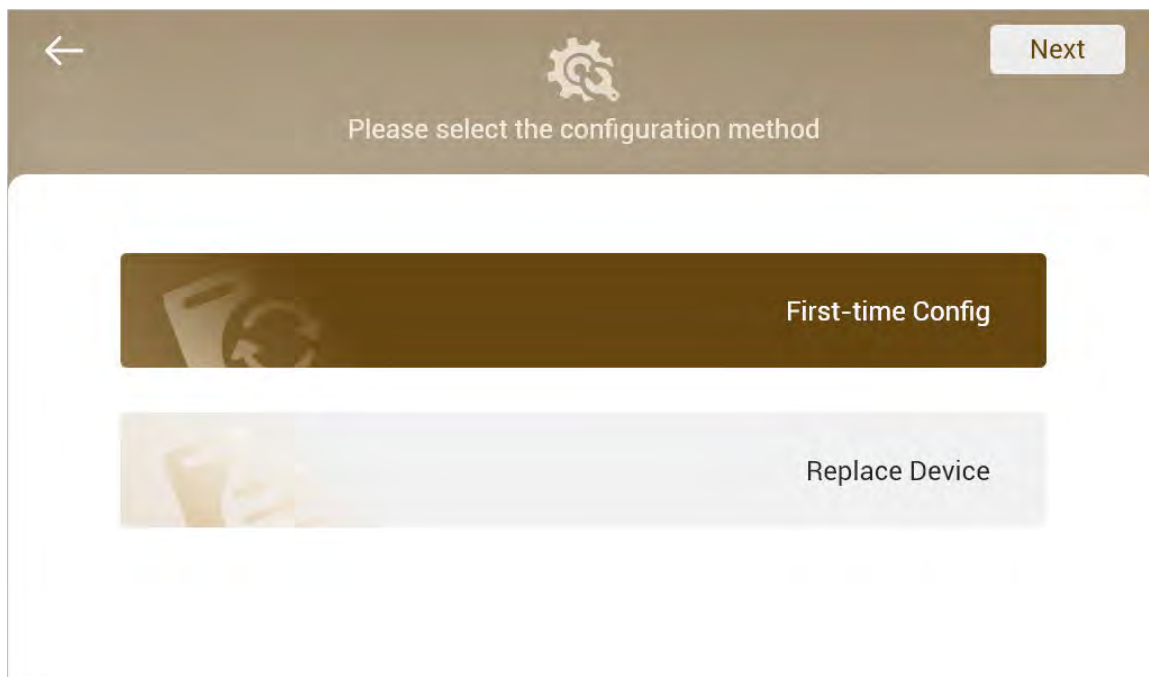 Next
Please select the configuration method
First-time Config
Replace Device